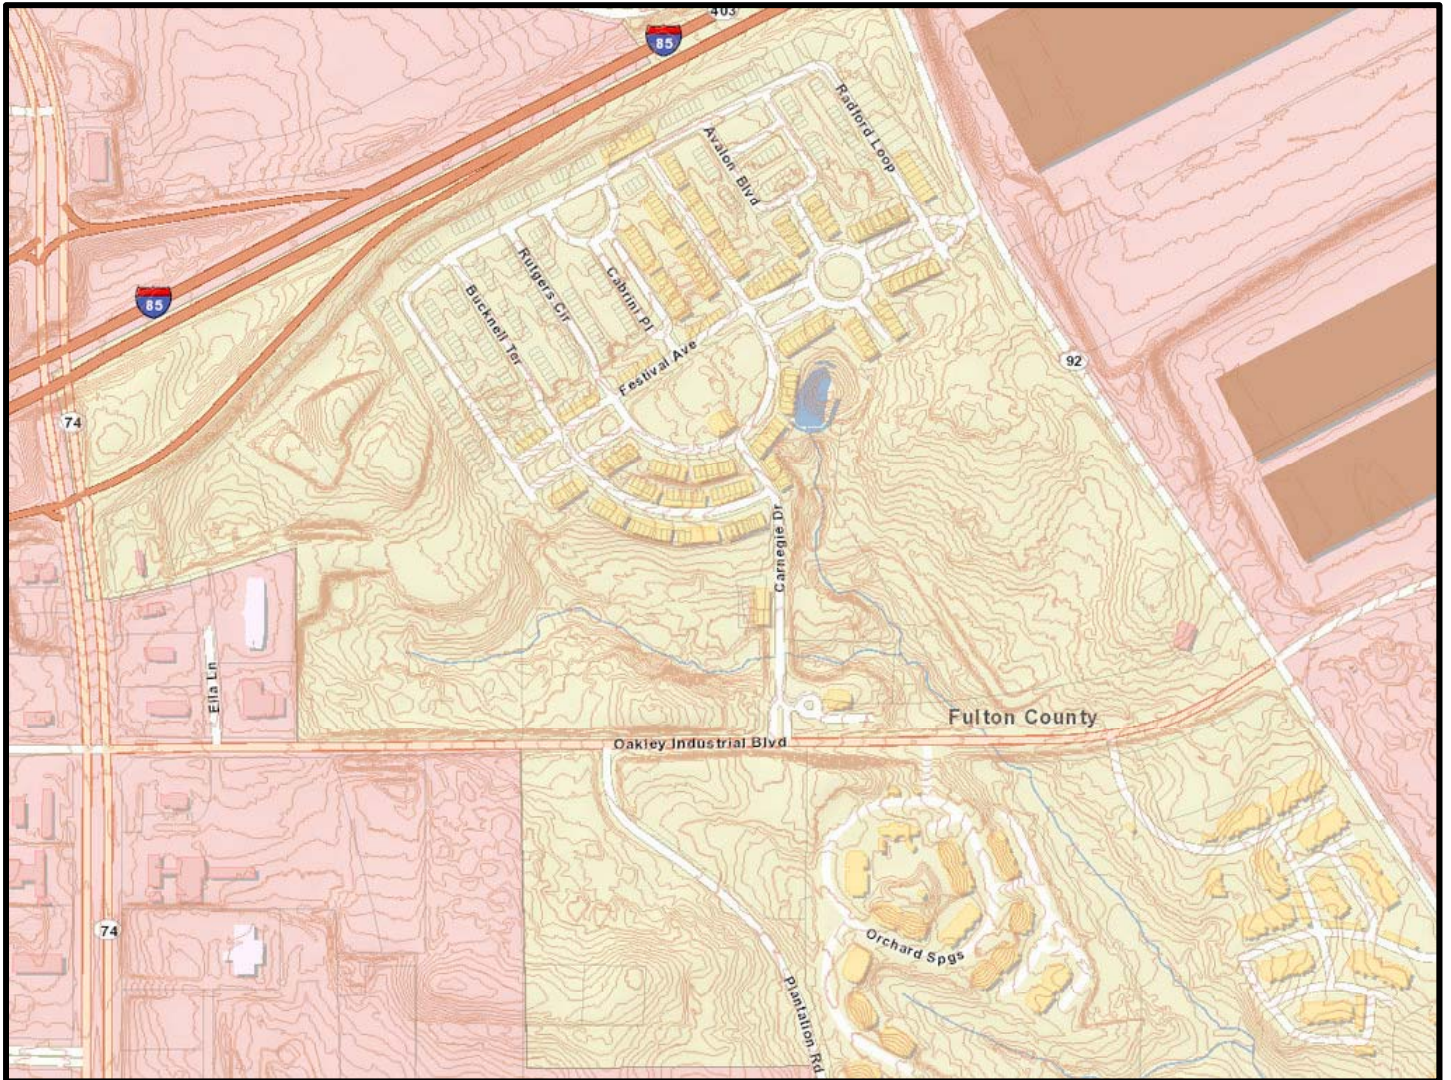 403
85
Radford Loop
Avalon Blvd
Rutgers Cir
Cabrini Pl
Bucknell Ter
85
Festival Ave
92
74
Carnegie Dr
Ella Ln
Fulton County
Oakley Industrial Blvd
74
Orchard Spgs
Plantation Rd